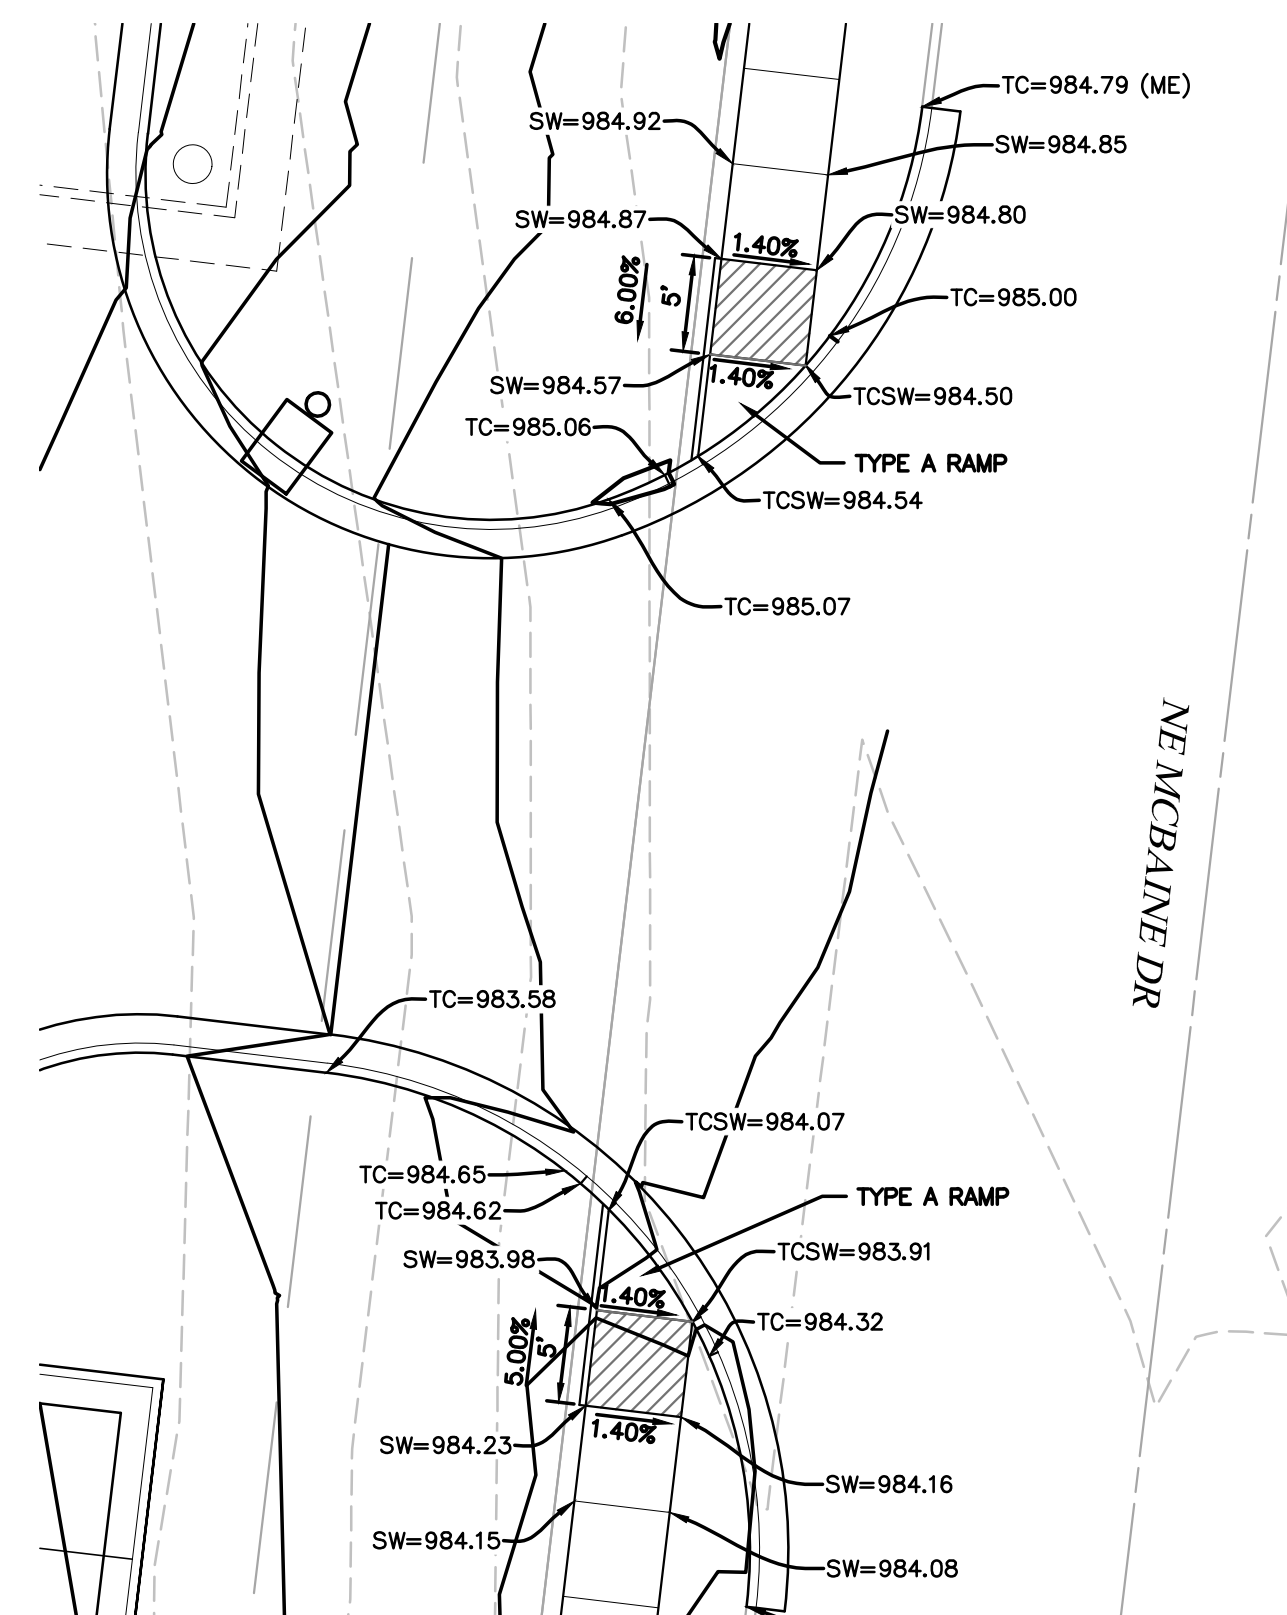 TC=984.79 (ME)
SW=984.92
SW=984.85
SW=984.87
SW=984.80
1.40%
6.00%
5'
TC=985.00
1.40%
SW=984.57
TCSW=984.50
TC=985.06
TYPE A RAMP
TCSW=984.54
TC=985.07
NE MCBAINE DR
TC=983.58
TCSW=984.07
TC=984.65
TYPE A RAMP
TC=984.62
TCSW=983.91
SW=983.98
1.40%
TC=984.32
5.00%
5'
1.40%
SW=984.23
SW=984.16
SW=984.15
SW=984.08